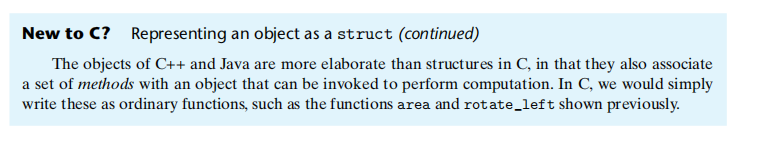 New to C? Representing an object as a struct (continued)
The objects of C++ and Java are more elaborate than structures in C, in that they also associate
a set of methods with an object that can be invoked to perform computation. In C, we would simply
write these as ordinary functions, such as the functions area and rotate_left shown previously.